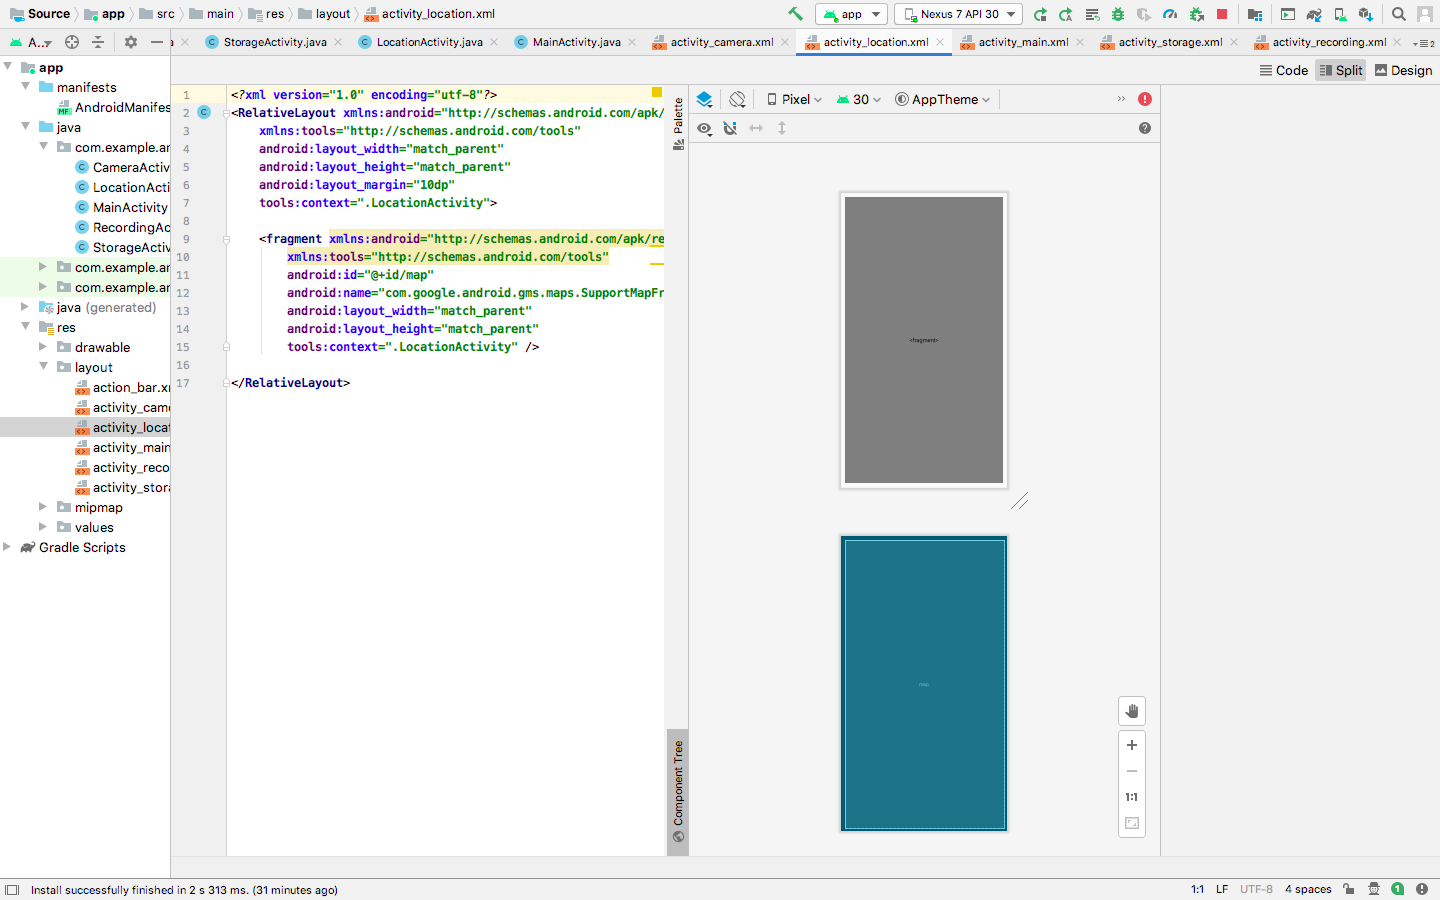 Source app src main res layout activity_location.xml app Nexus 7 API 30
A... StorageActivity.java LocationActivity.java MainActivity.java activity_camera.xml activity_location.xml activity_main.xml activity_storage.xml activity_recording.xml 2
Code Split Design
app
manifests
AndroidManifes
java
com.example.ar
CameraActiv
LocationActi
MainActivity
RecordingAc
StorageActiv
com.example.ar
com.example.ar
java (generated)
res
drawable
layout
action_bar.x
activity_came
activity_locat
activity_main
activity_reco
activity_stora
mipmap
values
Gradle Scripts
1 <?xml version="1.0" encoding="utf-8"?>
2 <RelativeLayout xmlns:android="http://schemas.android.com/apk/
3 xmlns:tools="http://schemas.android.com/tools"
4 android:layout_width="match_parent"
5 android:layout_height="match_parent"
6 android:layout_margin="10dp"
7 tools:context=".LocationActivity">
8
9 <fragment xmlns:android="http://schemas.android.com/apk/re
10 xmlns:tools="http://schemas.android.com/tools"
11 android:id="@+id/map"
12 android:name="com.google.android.gms.maps.SupportMapFr
13 android:layout_width="match_parent"
14 android:layout_height="match_parent"
15 tools:context=".LocationActivity" />
16
17 </RelativeLayout>
Palette
Component Tree
Pixel 30 AppTheme
<fragment>
map
1:1
Install successfully finished in 2 s 313 ms. (31 minutes ago) 1:1 LF UTF-8 4 spaces 1